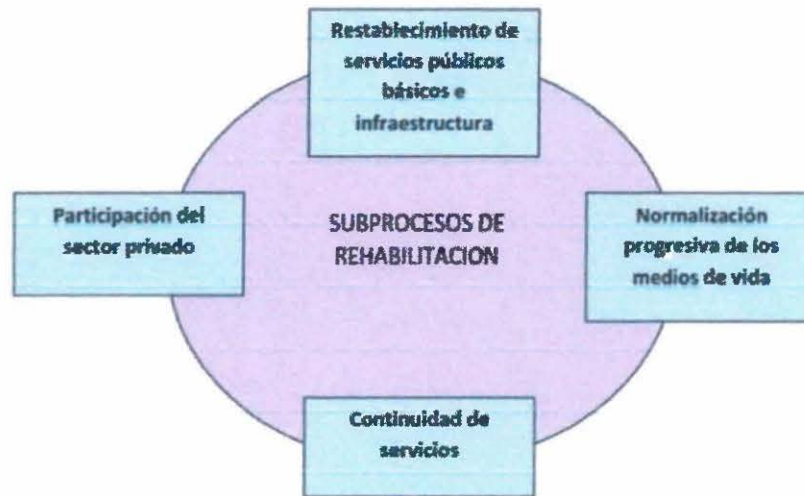 Restablecimiento de
servicios públicos
básicos e
infraestructura
Participación del
sector privado
SUBPROCESOS DE
REHABILITACION
Normalización
progresiva de los
medios de vida
Continuidad de
servicios